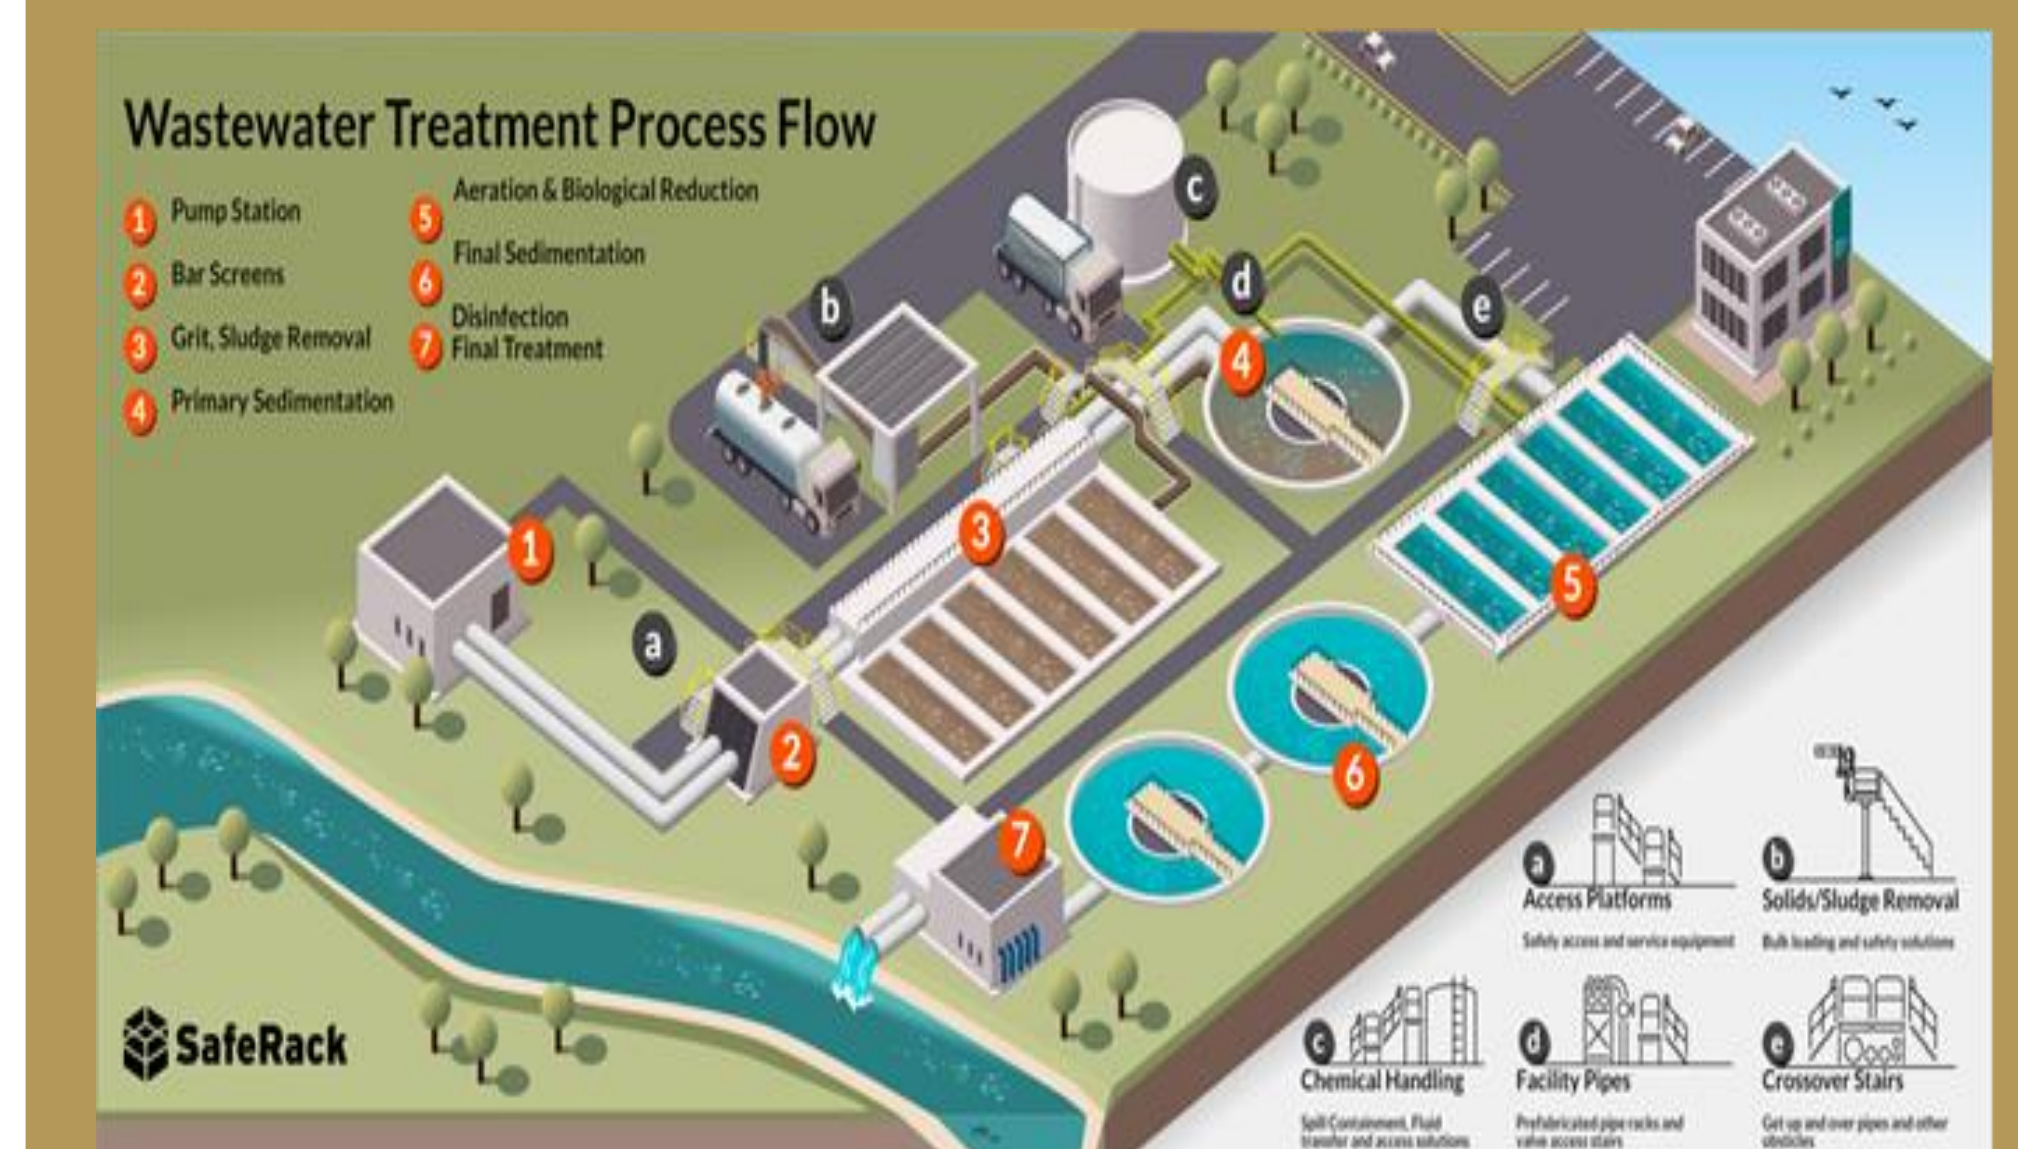 Wastewater Treatment Process Flow
1 Pump Station
2 Bar Screens
3 Grit, Sludge Removal
4 Primary Sedimentation
5 Aeration & Biological Reduction
6 Final Sedimentation
7 Disinfection
Final Treatment
c
d
b
e
4
3
1
5
a
2
6
7
a
Access Platforms
Safely access and service equipment
b
Solids/Sludge Removal
Bulk loading and safety solutions
c
Chemical Handling
Spill Containment, Fluid
transfer and access solutions
d
Facility Pipes
Prefabricated pipe racks and
valve access stairs
e
Crossover Stairs
Get up and over pipes and other
obsticles
SafeRack